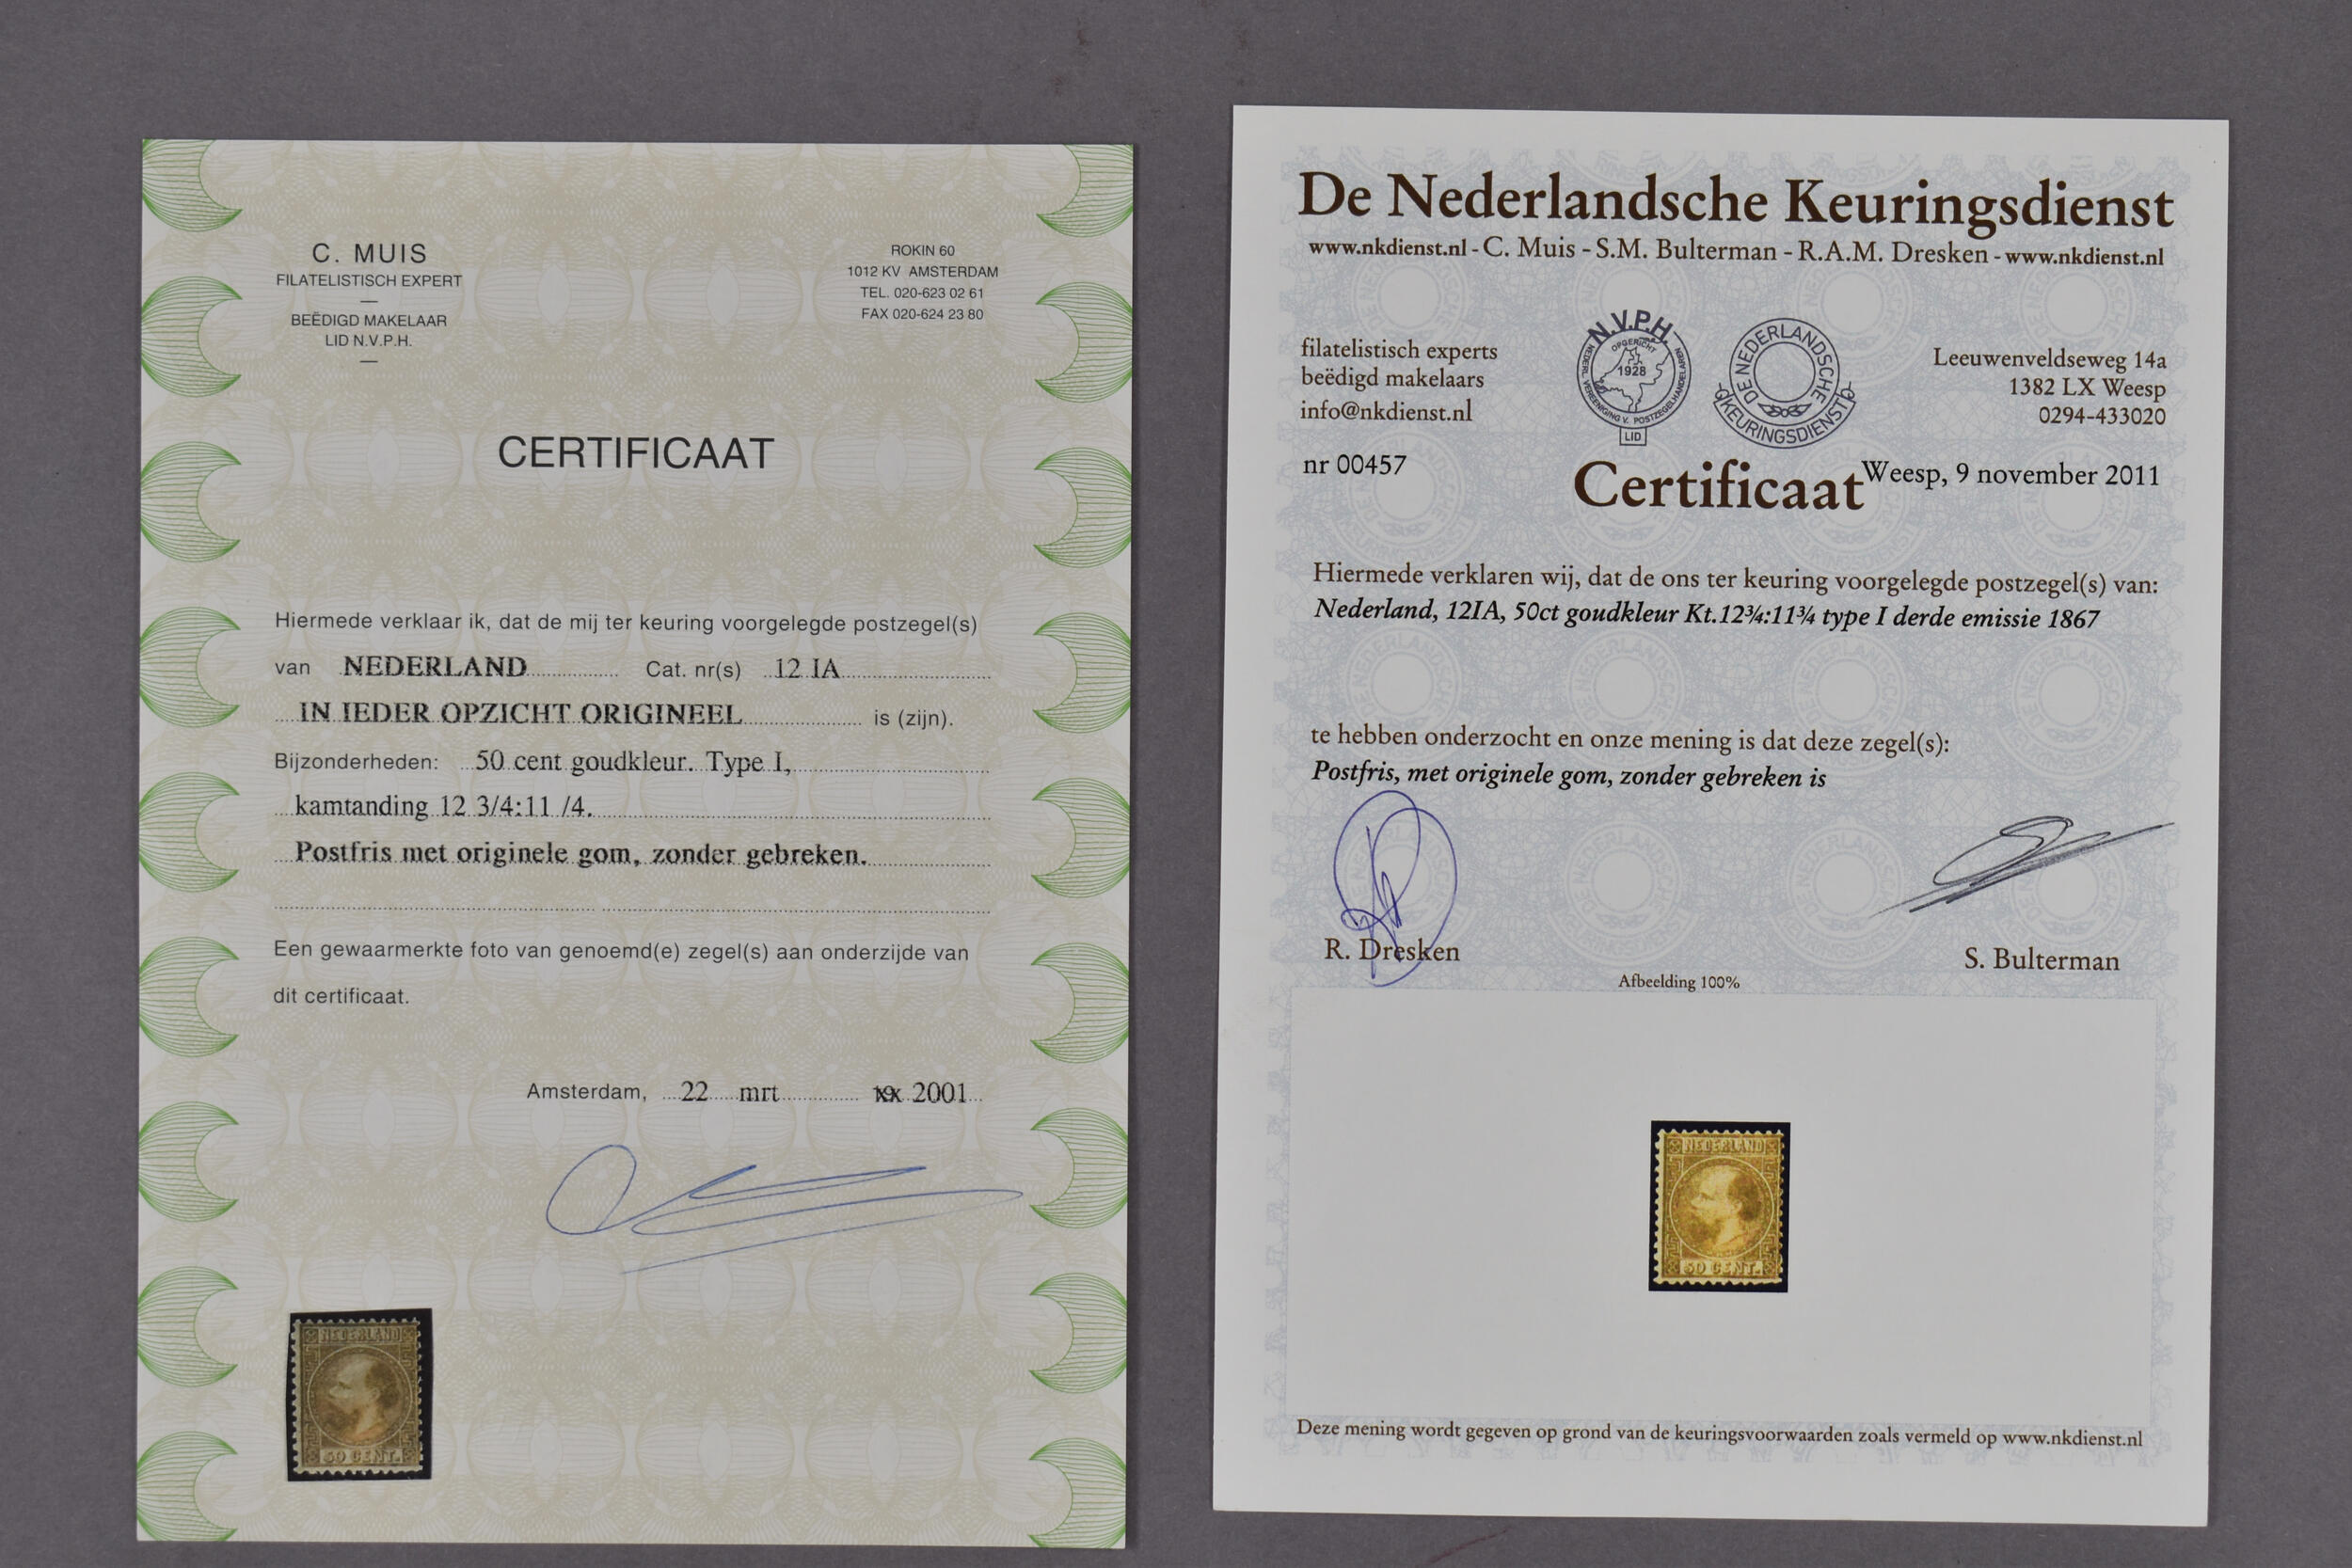 C. MUIS
FILATELISTISCH EXPERT
—
BEËDIGD MAKELAAR
LID N.V.P.H.
—
ROKIN 60
1012 KV AMSTERDAM
TEL. 020-623 02 61
FAX 020-624 23 80
CERTIFICAAT
Hiermede verklaar ik, dat de mij ter keuring voorgelegde postzegel(s)
van NEDERLAND Cat. nr(s) 12 IA
IN IEDER OPZICHT ORIGINEEL is (zijn).
Bijzonderheden: 50 cent goudkleur. Type I,
kamtanding 12 3/4:11 /4.
Postfris met originele gom, zonder gebreken.
Een gewaarmerkte foto van genoemd(e) zegel(s) aan onderzijde van
dit certificaat.
Amsterdam, 22 mrt 2001
NEDERLAND
50 CENT.
De Nederlandsche Keuringsdienst
www.nkdienst.nl - C. Muis - S.M. Bulterman - R.A.M. Dresken - www.nkdienst.nl
filatelistisch experts
beëdigd makelaars
info@nkdienst.nl
N.V.P.H.
OPGERICHT
1928
NEDERL. VEREENIGING V. POSTZEGELHANDELAREN
LID
DE NEDERLANDSCHE
KEURINGSDIENST
Leeuwenveldseweg 14a
1382 LX Weesp
0294-433020
nr 00457
Certificaat
Weesp, 9 november 2011
Hiermede verklaren wij, dat de ons ter keuring voorgelegde postzegel(s) van:
Nederland, 12IA, 50ct goudkleur Kt.12¾:11¾ type I derde emissie 1867
te hebben onderzocht en onze mening is dat deze zegel(s):
Postfris, met originele gom, zonder gebreken is
R. Dresken
S. Bulterman
Afbeelding 100%
NEDERLAND
50 CENT.
Deze mening wordt gegeven op grond van de keuringsvoorwaarden zoals vermeld op www.nkdienst.nl